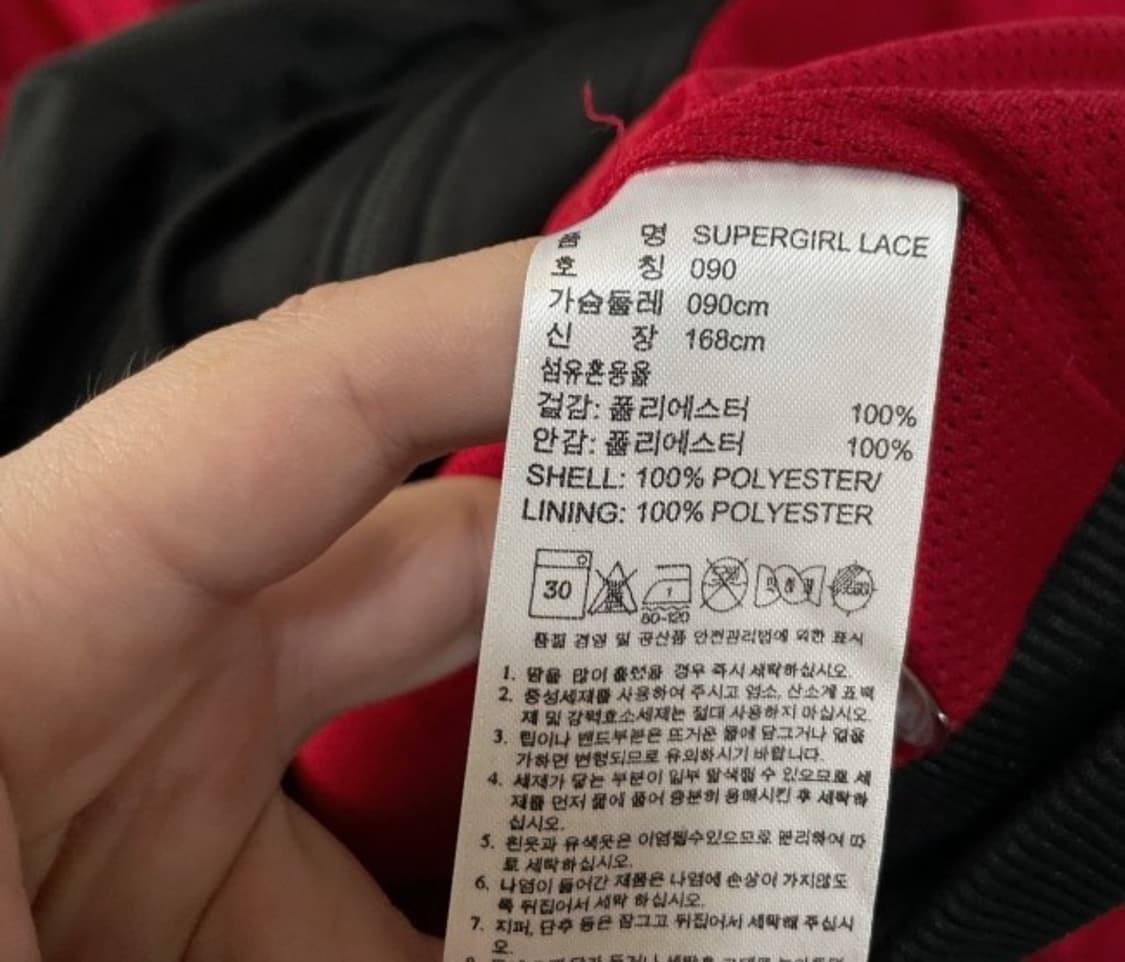 품 명 SUPERGIRL LACE
호 칭 090
가슴둘레 090cm
신 장 168cm
섬유혼용율
겉감: 폴리에스터 100%
안감: 폴리에스터 100%
SHELL: 100% POLYESTER/
LINING: 100% POLYESTER
30
1
80-120
품질 경영 및 공산품 안전관리법에 의한 표시
1. 땀을 많이 흘렸을 경우 즉시 세탁하십시오.
2. 중성세제를 사용하여 주시고 염소, 산소계 표백
제 및 강력효소세제는 절대 사용하지 마십시오.
3. 립이나 밴드부분은 뜨거운 물에 담그거나 열을
가하면 변형되므로 유의하시기 바랍니다.
4. 세제가 닿는 부분이 일부 탈색될 수 있으므로 세
제를 먼저 물에 풀어 충분히 용해시킨 후 세탁하
십시오.
5. 흰옷과 유색옷은 이염될수있으므로 분리하여 따
로 세탁하십시오.
6. 나염이 들어간 제품은 나염에 손상이 가지않도
록 뒤집어서 세탁 하십시오.
7. 지퍼, 단추 등은 잠그고 뒤집어서 세탁해 주십시
오.